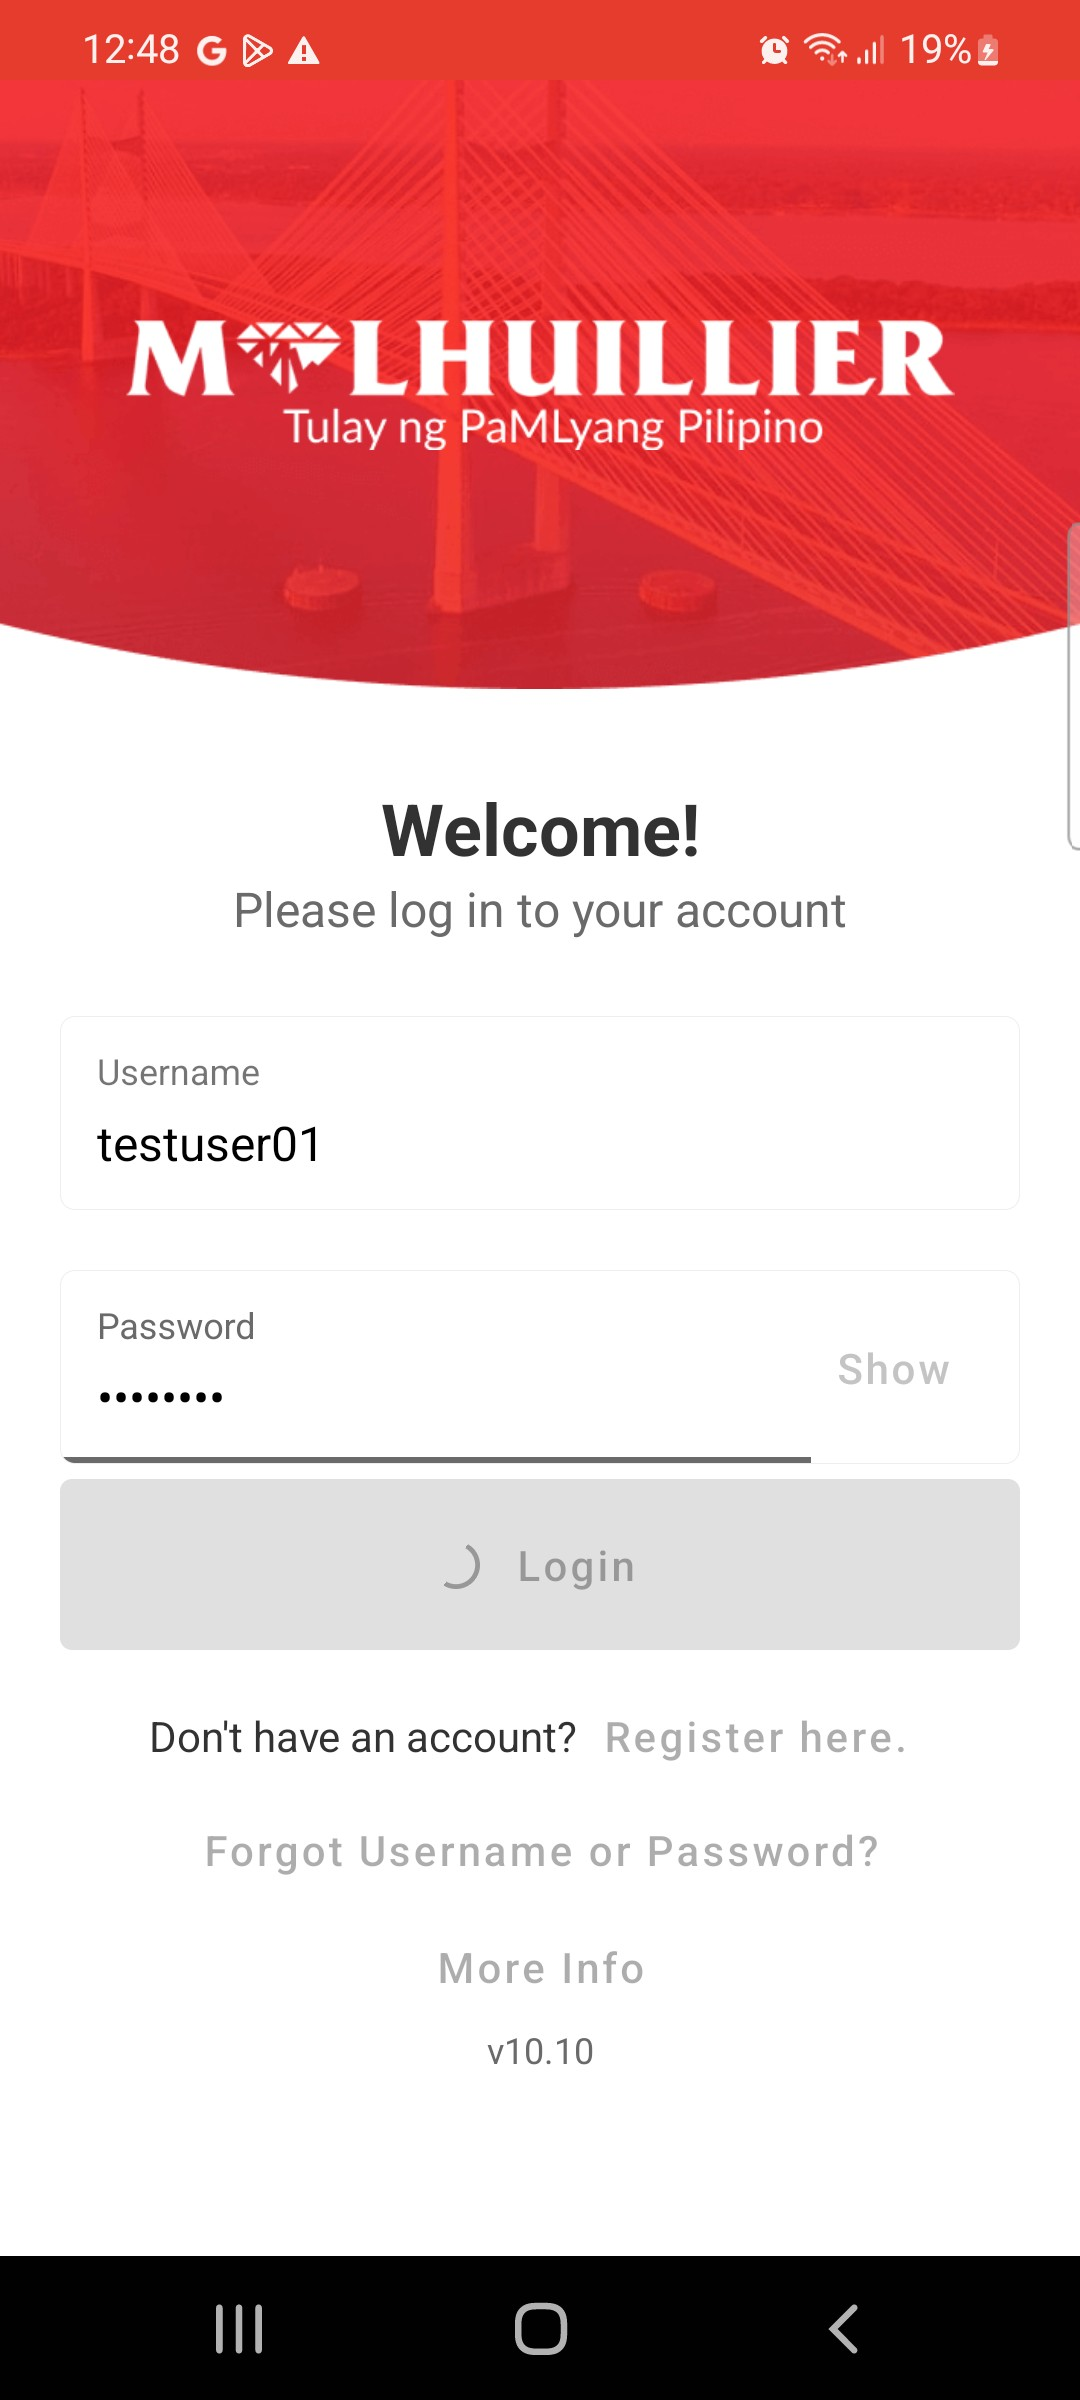 12:48 G 19%
M LHUILLIER
Tulay ng PaMLyang Pilipino
Welcome!
Please log in to your account
Username
testuser01
Password
••••••••
Show
Login
Don't have an account? Register here.
Forgot Username or Password?
More Info
v10.10